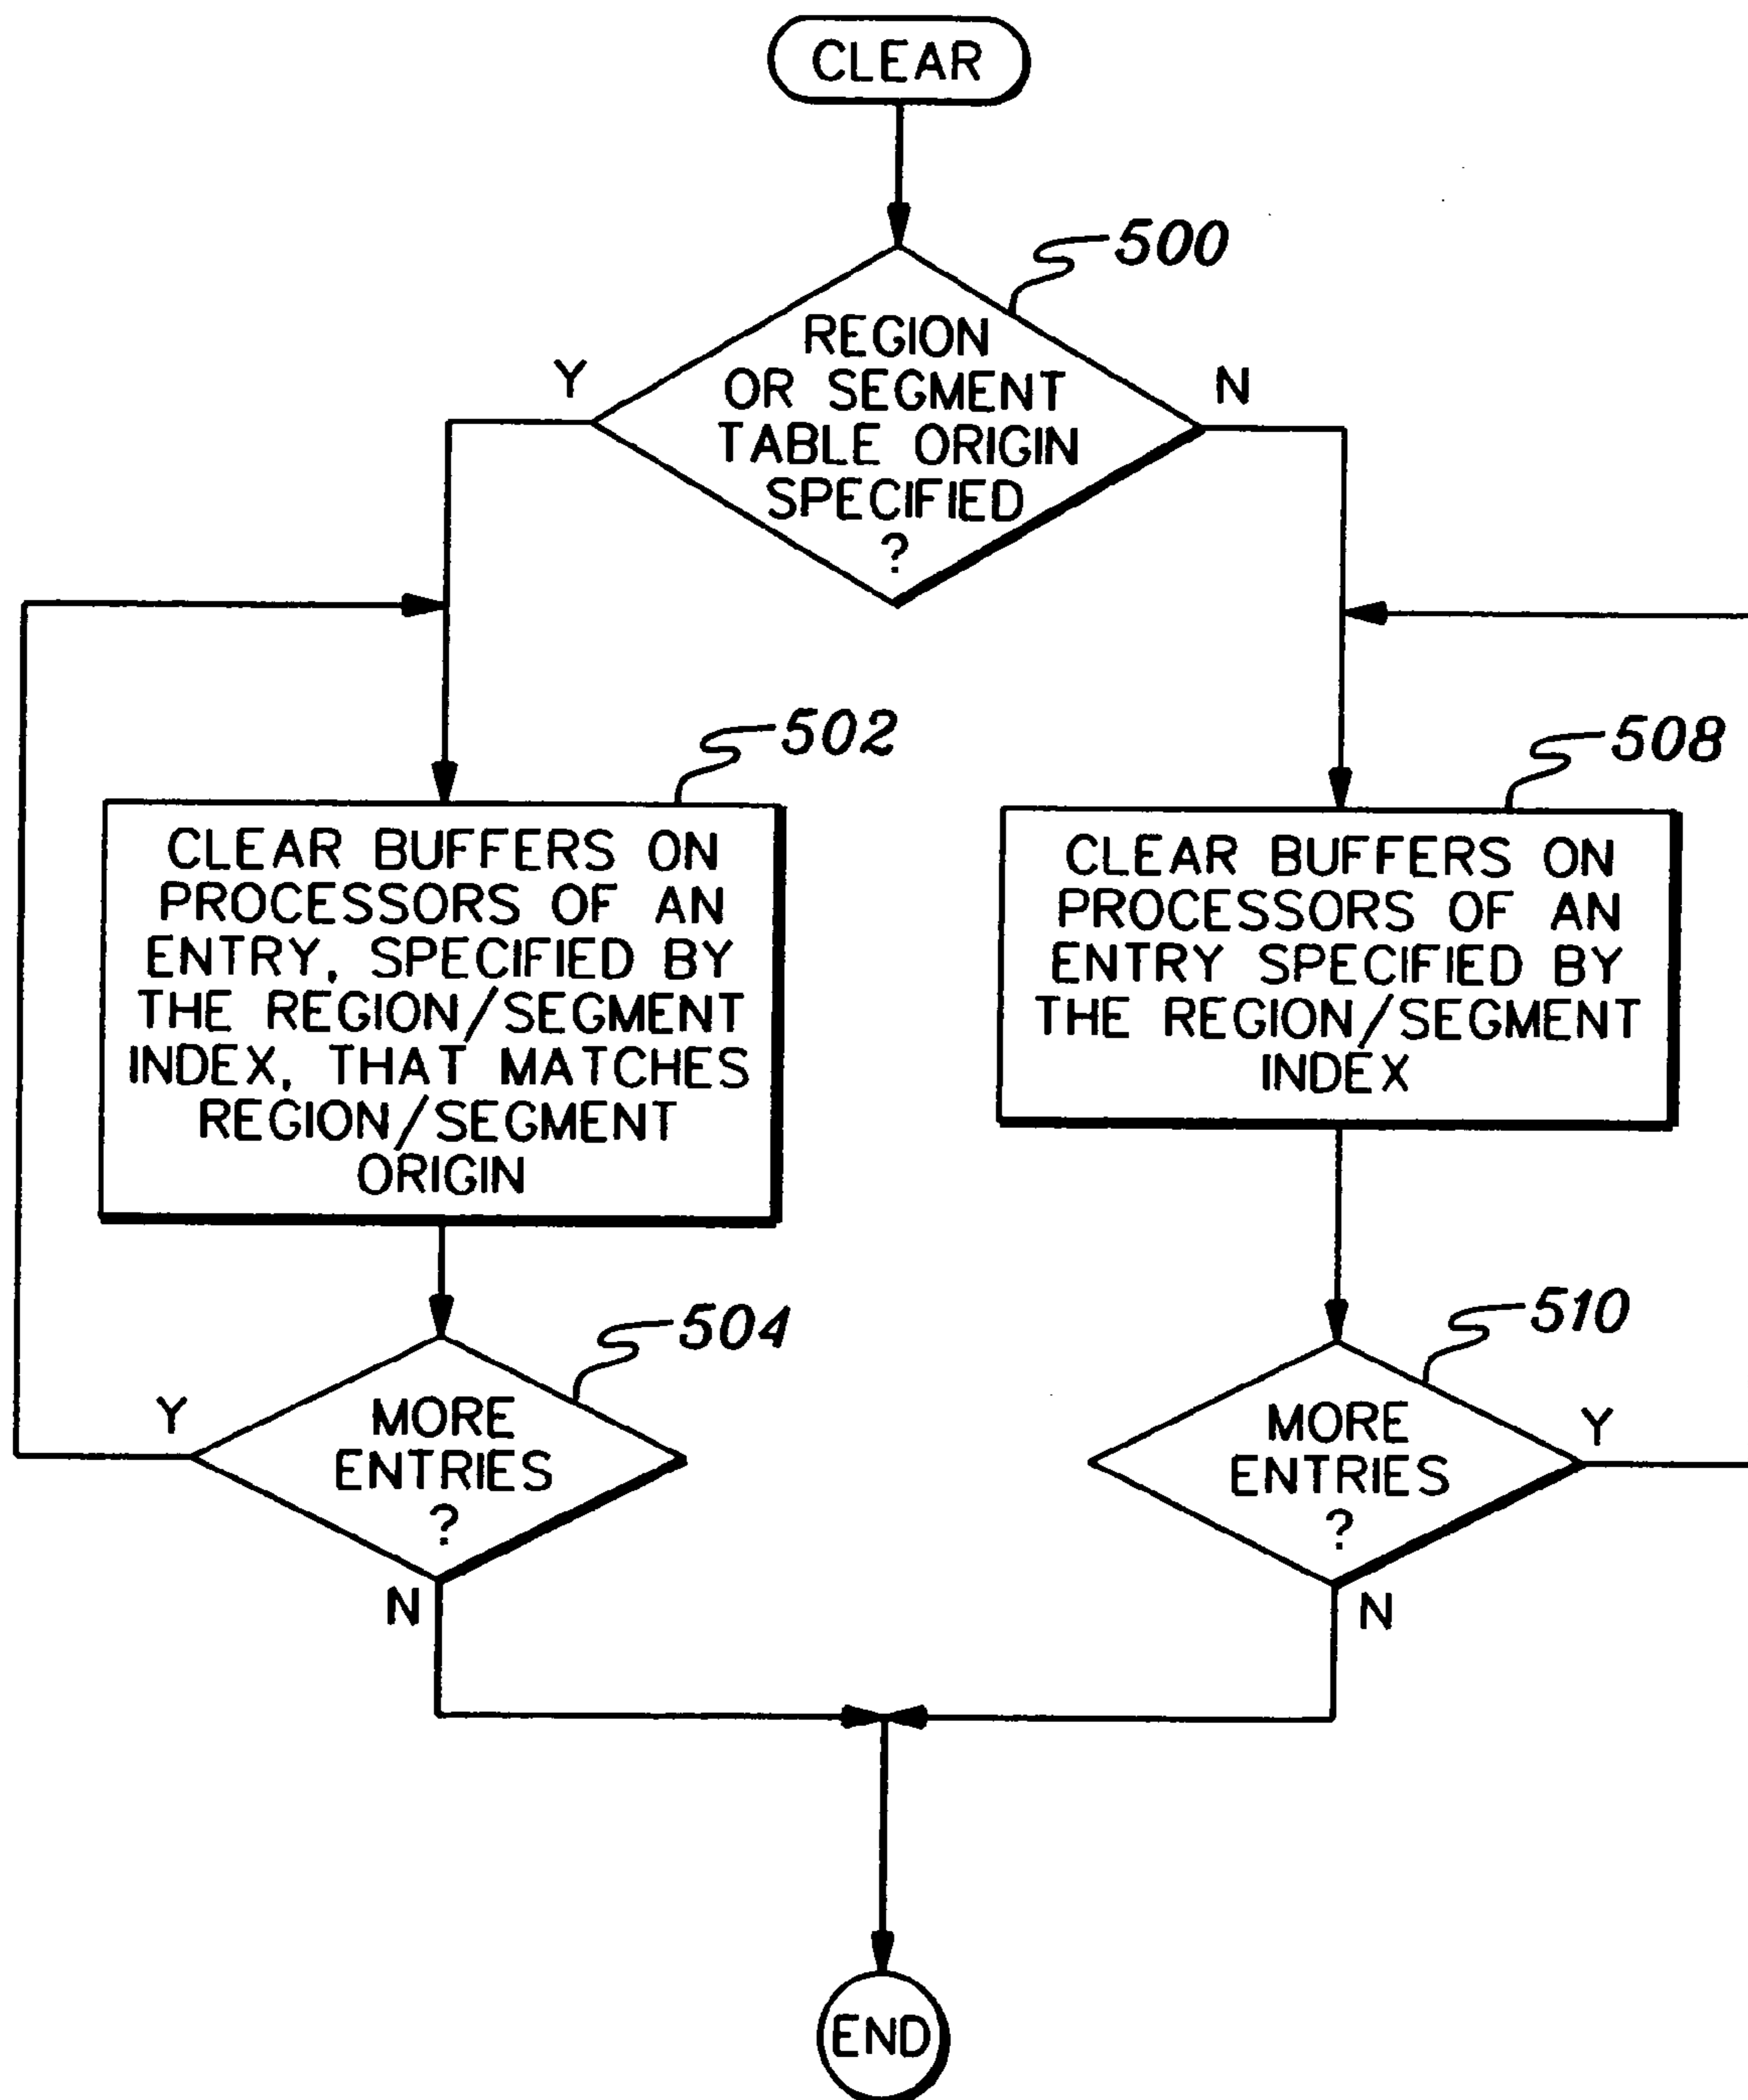 CLEAR
500
REGION
OR SEGMENT
TABLE ORIGIN
SPECIFIED
?
Y
N
502
CLEAR BUFFERS ON
PROCESSORS OF AN
ENTRY, SPECIFIED BY
THE REGION/SEGMENT
INDEX, THAT MATCHES
REGION/SEGMENT
ORIGIN
508
CLEAR BUFFERS ON
PROCESSORS OF AN
ENTRY SPECIFIED BY
THE REGION/SEGMENT
INDEX
504
Y
MORE
ENTRIES
?
N
510
MORE
ENTRIES
?
Y
N
END